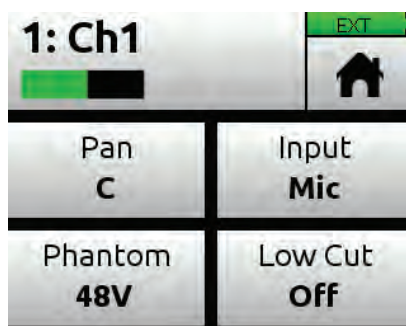 1: Ch1
EXT
Pan
C
Input
Mic
Phantom
48V
Low Cut
Off